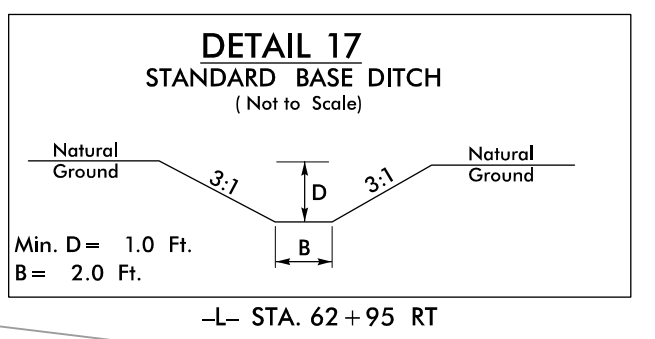 DETAIL 17
STANDARD BASE DITCH
( Not to Scale)
Natural
Ground
3:1
D
3:1
Natural
Ground
Min. D = 1.0 Ft.
B
B = 2.0 Ft.
–L– STA. 62+95 RT